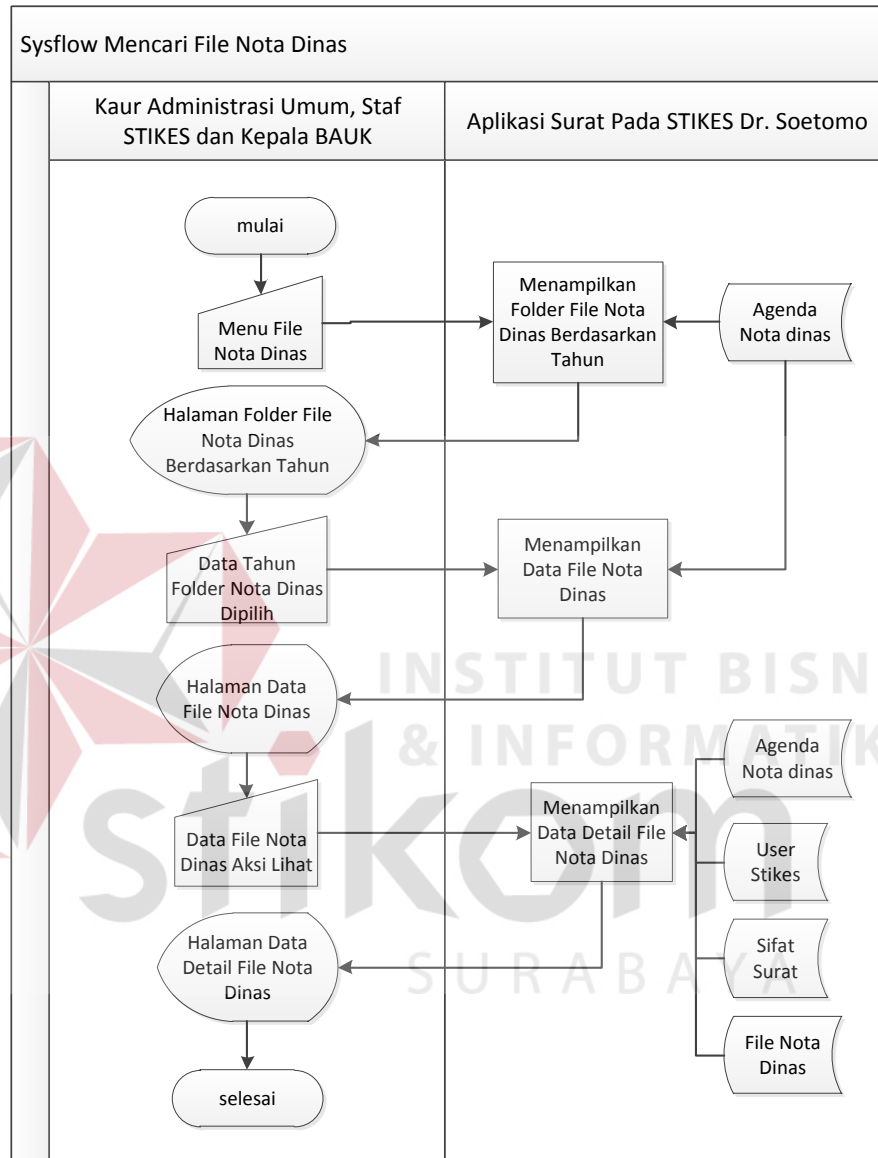 Sysflow Mencari File Nota Dinas
Kaur Administrasi Umum, Staf
STIKES dan Kepala BAUK
Aplikasi Surat Pada STIKES Dr. Soetomo
mulai
Menu File
Nota Dinas
Menampilkan
Folder File Nota
Dinas Berdasarkan
Tahun
Agenda
Nota dinas
Halaman Folder File
Nota Dinas
Berdasarkan Tahun
Data Tahun
Folder Nota Dinas
Dipilih
Menampilkan
Data File Nota
Dinas
Halaman Data
File Nota Dinas
Data File Nota
Dinas Aksi Lihat
Menampilkan
Data Detail File
Nota Dinas
Agenda
Nota dinas
User
Stikes
Sifat
Surat
File Nota
Dinas
Halaman Data
Detail File Nota
Dinas
selesai
INSTITUT BISN
& INFORMATIK
stikom
SURABAYA